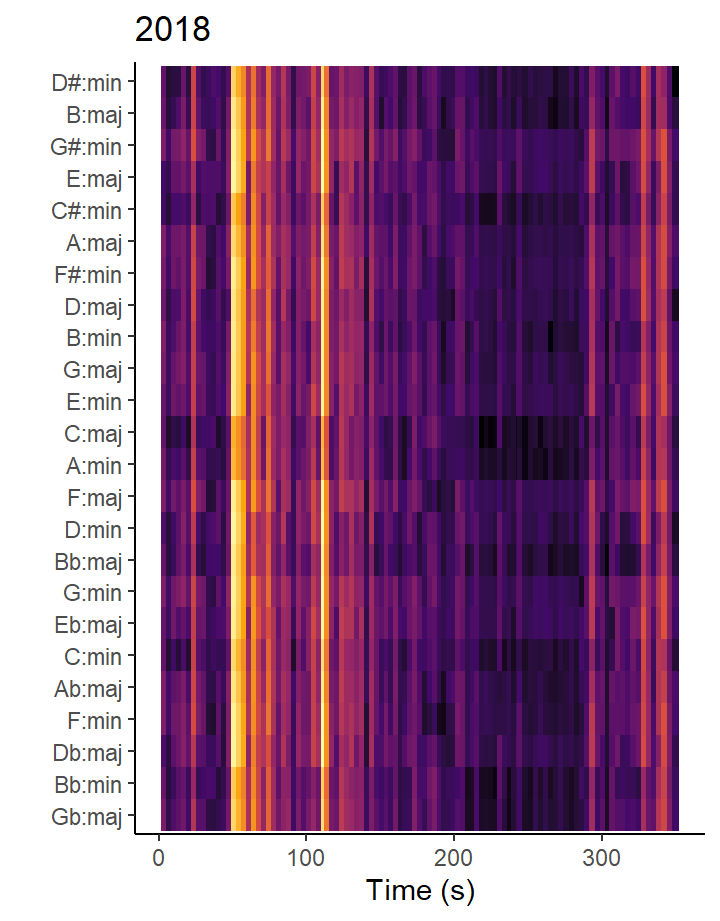 2018
D#:min
B:maj
G#:min
E:maj
C#:min
A:maj
F#:min
D:maj
B:min
G:maj
E:min
C:maj
A:min
F:maj
D:min
Bb:maj
G:min
Eb:maj
C:min
Ab:maj
F:min
Db:maj
Bb:min
Gb:maj
0 100 200 300
Time (s)